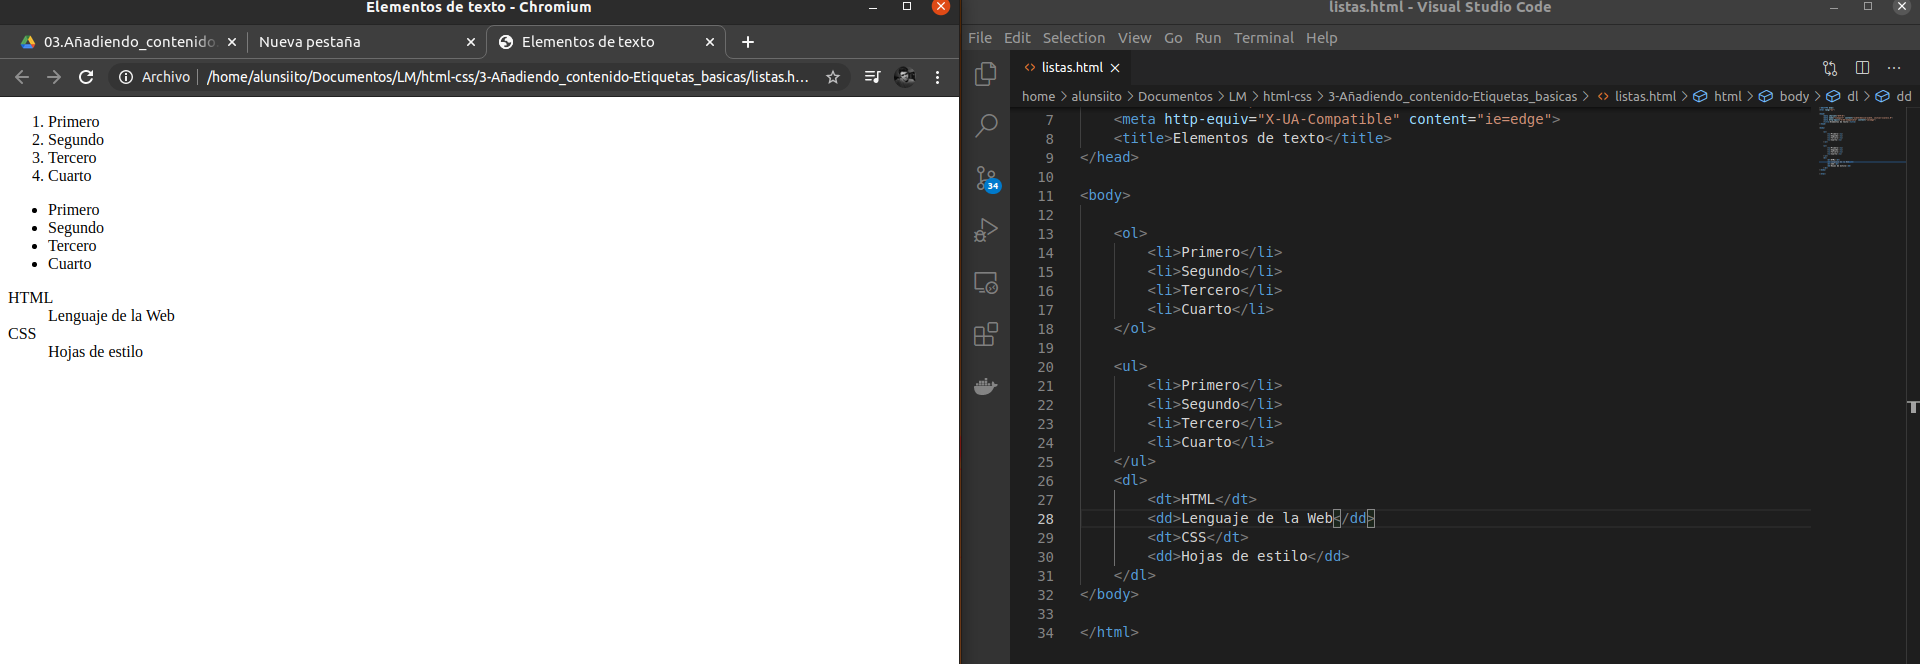 Elementos de texto - Chromium
03.Añadiendo_contenido
Nueva pestaña
Elementos de texto
Archivo
/home/alunsiito/Documentos/LM/html-css/3-Añadiendo_contenido-Etiquetas_basicas/listas.h...
1. Primero
2. Segundo
3. Tercero
4. Cuarto
• Primero
• Segundo
• Tercero
• Cuarto
HTML
Lenguaje de la Web
CSS
Hojas de estilo
listas.html - Visual Studio Code
File Edit Selection View Go Run Terminal Help
listas.html
home > alunsiito > Documentos > LM > html-css > 3-Añadiendo_contenido-Etiquetas_basicas > listas.html > html > body > dl > dd
34
7 <meta http-equiv="X-UA-Compatible" content="ie=edge">
8 <title>Elementos de texto</title>
9 </head>
10
11 <body>
12
13 <ol>
14 <li>Primero</li>
15 <li>Segundo</li>
16 <li>Tercero</li>
17 <li>Cuarto</li>
18 </ol>
19
20 <ul>
21 <li>Primero</li>
22 <li>Segundo</li>
23 <li>Tercero</li>
24 <li>Cuarto</li>
25 </ul>
26 <dl>
27 <dt>HTML</dt>
28 <dd>Lenguaje de la Web</dd>
29 <dt>CSS</dt>
30 <dd>Hojas de estilo</dd>
31 </dl>
32 </body>
33
34 </html>